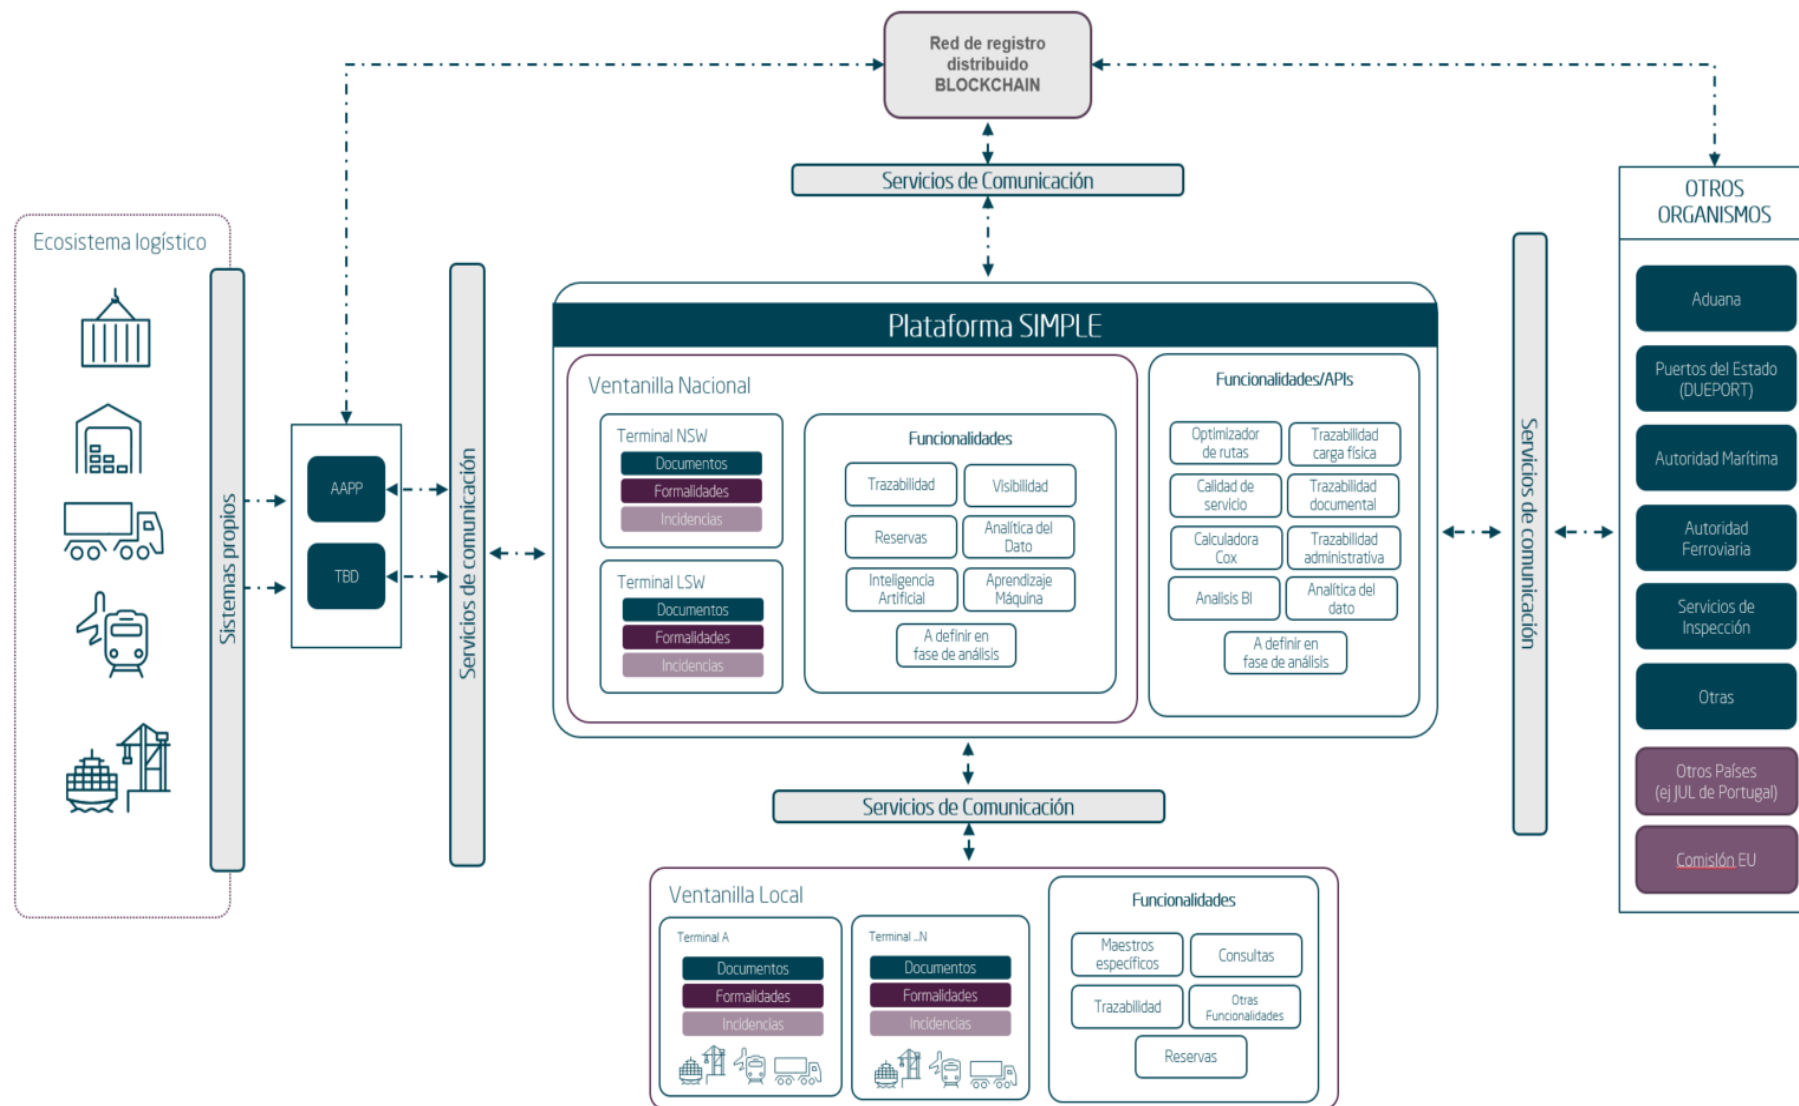 Red de registro
distribuido
BLOCKCHAIN
Servicios de Comunicación
Ecosistema logístico
Sistemas propios
AAPP
TBD
Servicios de comunicación
Plataforma SIMPLE
Ventanilla Nacional
Terminal NSW
Documentos
Formalidades
Incidencias
Terminal LSW
Documentos
Formalidades
Incidencias
Funcionalidades
Trazabilidad
Visibilidad
Reservas
Analítica del
Dato
Inteligencia
Artificial
Aprendizaje
Máquina
A definir en
fase de análisis
Funcionalidades/APIs
Optimizador
de rutas
Trazabilidad
carga física
Calidad de
servicio
Trazabilidad
documental
Calculadora
Cox
Trazabilidad
administrativa
Analisis BI
Analítica del
dato
A definir en
fase de análisis
Servicios de comunicación
OTROS
ORGANISMOS
Aduana
Puertos del Estado
(DUEPORT)
Autoridad Marítima
Autoridad
Ferroviaria
Servicios de
Inspección
Otras
Otros Países
(ej JUL de Portugal)
Comisión EU
Servicios de Comunicación
Ventanilla Local
Terminal A
Documentos
Formalidades
Incidencias
Terminal ...N
Documentos
Formalidades
Incidencias
Funcionalidades
Maestros
específicos
Consultas
Trazabilidad
Otras
Funcionalidades
Reservas